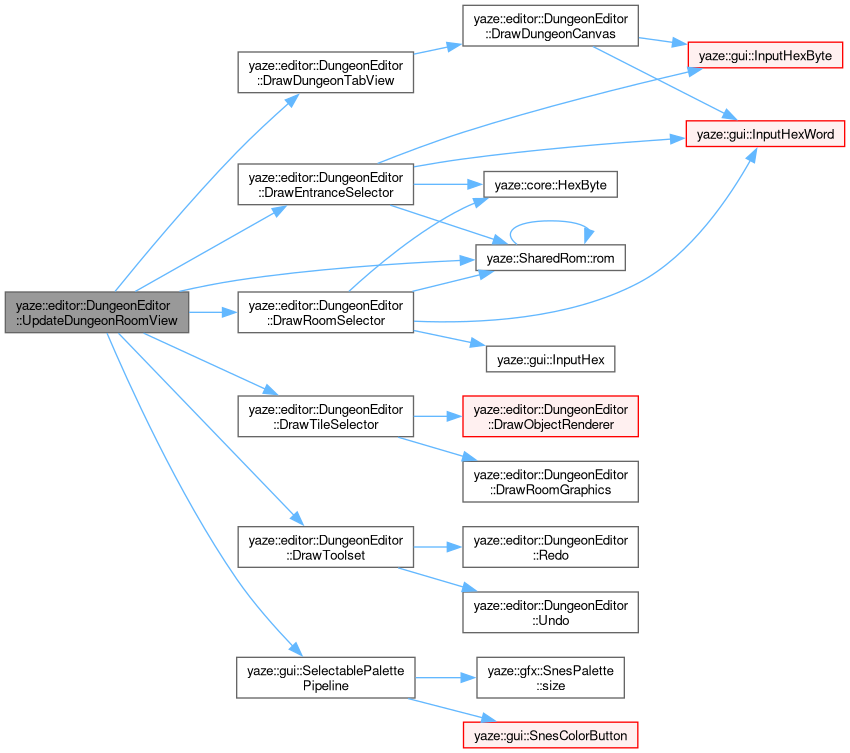 yaze::editor::DungeonEditor
::UpdateDungeonRoomView
yaze::editor::DungeonEditor
::DrawDungeonTabView
yaze::editor::DungeonEditor
::DrawDungeonCanvas
yaze::gui::InputHexByte
yaze::gui::InputHexWord
yaze::editor::DungeonEditor
::DrawEntranceSelector
yaze::core::HexByte
yaze::SharedRom::rom
yaze::editor::DungeonEditor
::DrawRoomSelector
yaze::gui::InputHex
yaze::editor::DungeonEditor
::DrawTileSelector
yaze::editor::DungeonEditor
::DrawObjectRenderer
yaze::editor::DungeonEditor
::DrawRoomGraphics
yaze::editor::DungeonEditor
::DrawToolset
yaze::editor::DungeonEditor
::Redo
yaze::editor::DungeonEditor
::Undo
yaze::gui::SelectablePalette
Pipeline
yaze::gfx::SnesPalette
::size
yaze::gui::SnesColorButton